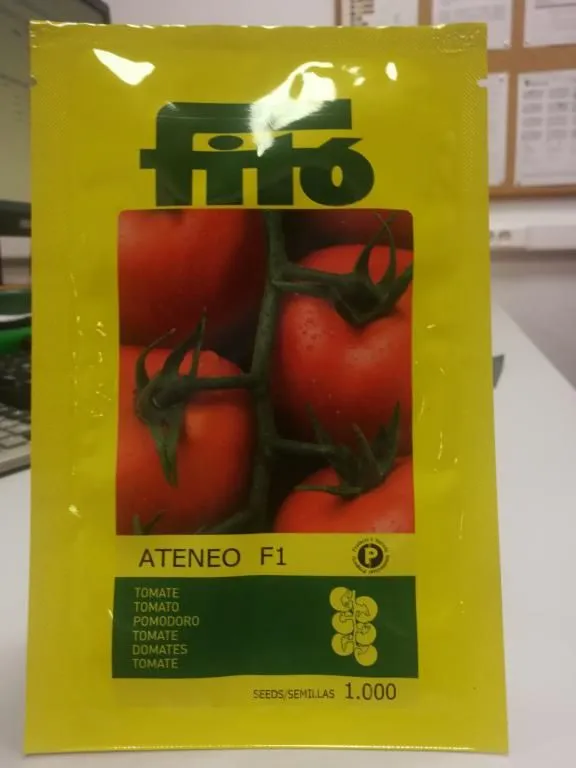 fitó
ATENEO F1
P
TOMATE
TOMATO
POMODORO
TOMATE
DOMATES
TOMATE
SEEDS/SEMILLAS 1.000